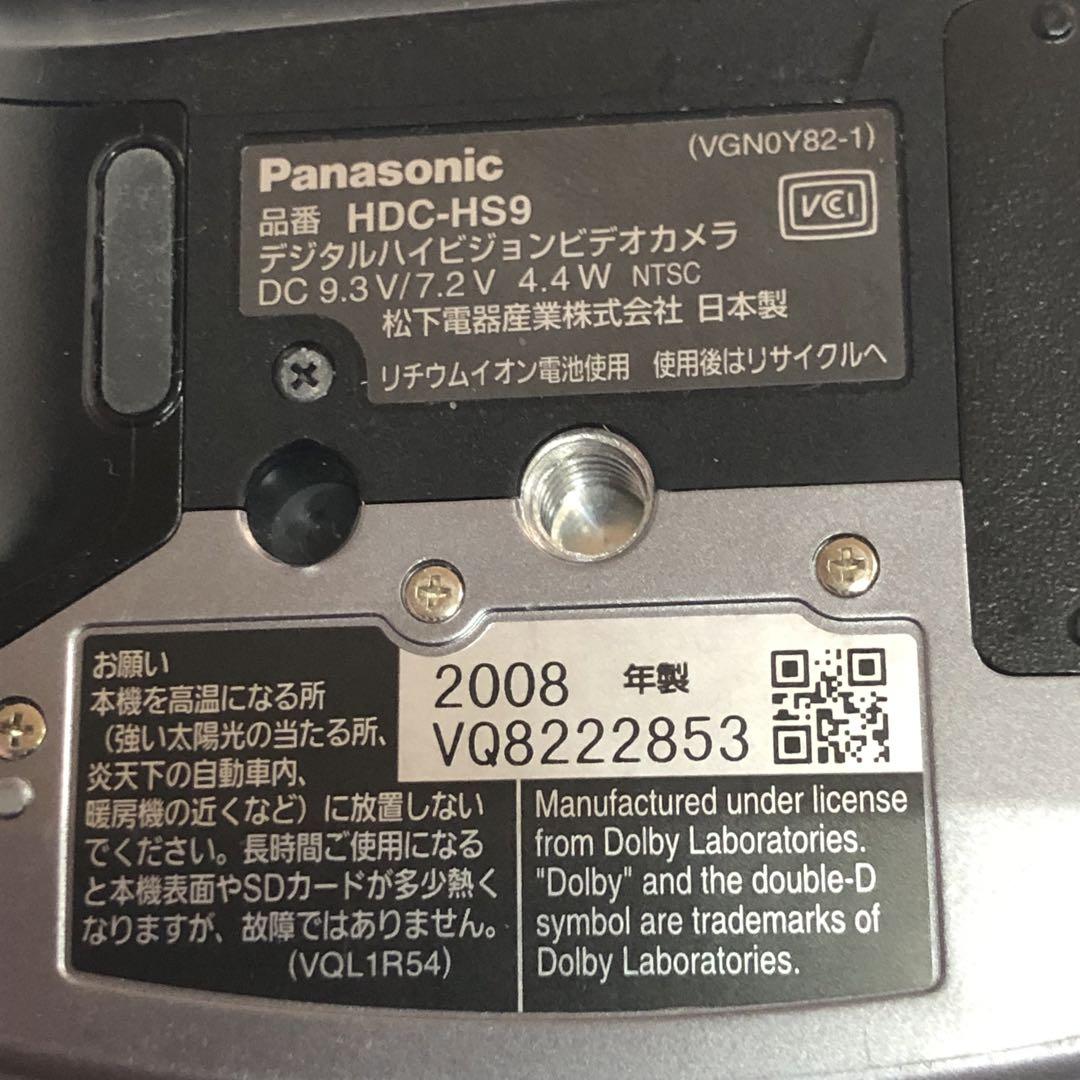 Panasonic
(VGN0Y82-1)
品番 HDC-HS9
VCCI
デジタルハイビジョンビデオカメラ
DC 9.3V/7.2V 4.4W NTSC
松下電器産業株式会社 日本製
リチウムイオン電池使用 使用後はリサイクルへ
お願い
本機を高温になる所
(強い太陽光の当たる所、
炎天下の自動車内、
暖房機の近くなど)に放置しない
でください。長時間ご使用になる
と本機表面やSDカードが多少熱く
なりますが、故障ではありません。
(VQL1R54)
2008 年製
VQ8222853
Manufactured under license
from Dolby Laboratories.
"Dolby" and the double-D
symbol are trademarks of
Dolby Laboratories.